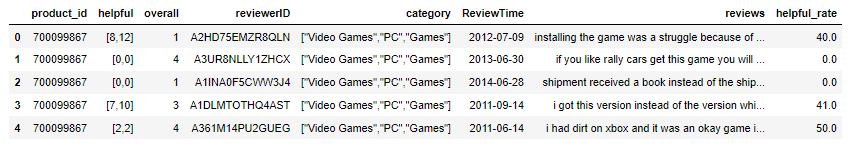 product_id helpful overall reviewerID category ReviewTime reviews helpful_rate
0 700099867 [8,12] 1 A2HD75EMZR8QLN ["Video Games","PC","Games"] 2012-07-09 installing the game was a struggle because of ... 40.0
1 700099867 [0,0] 4 A3UR8NLLY1ZHCX ["Video Games","PC","Games"] 2013-06-30 if you like rally cars get this game you will ... 0.0
2 700099867 [0,0] 1 A1INA0F5CWW3J4 ["Video Games","PC","Games"] 2014-06-28 shipment received a book instead of the ship... 0.0
3 700099867 [7,10] 3 A1DLMTOTHQ4AST ["Video Games","PC","Games"] 2011-09-14 i got this version instead of the version whi... 41.0
4 700099867 [2,2] 4 A361M14PU2GUEG ["Video Games","PC","Games"] 2011-06-14 i had dirt on xbox and it was an okay game i... 50.0